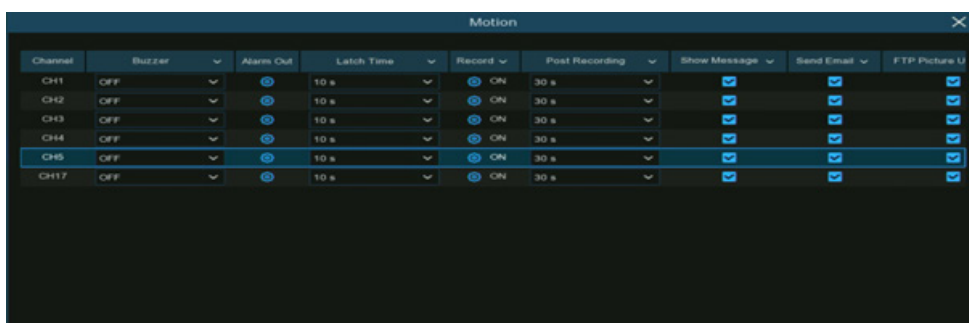 Motion
Channel Buzzer Alarm Out Latch Time Record Post Recording Show Message Send Email FTP Picture U
CH1 OFF 10 s ON 30 s
CH2 OFF 10 s ON 30 s
CH3 OFF 10 s ON 30 s
CH4 OFF 10 s ON 30 s
CH5 OFF 10 s ON 30 s
CH17 OFF 10 s ON 30 s